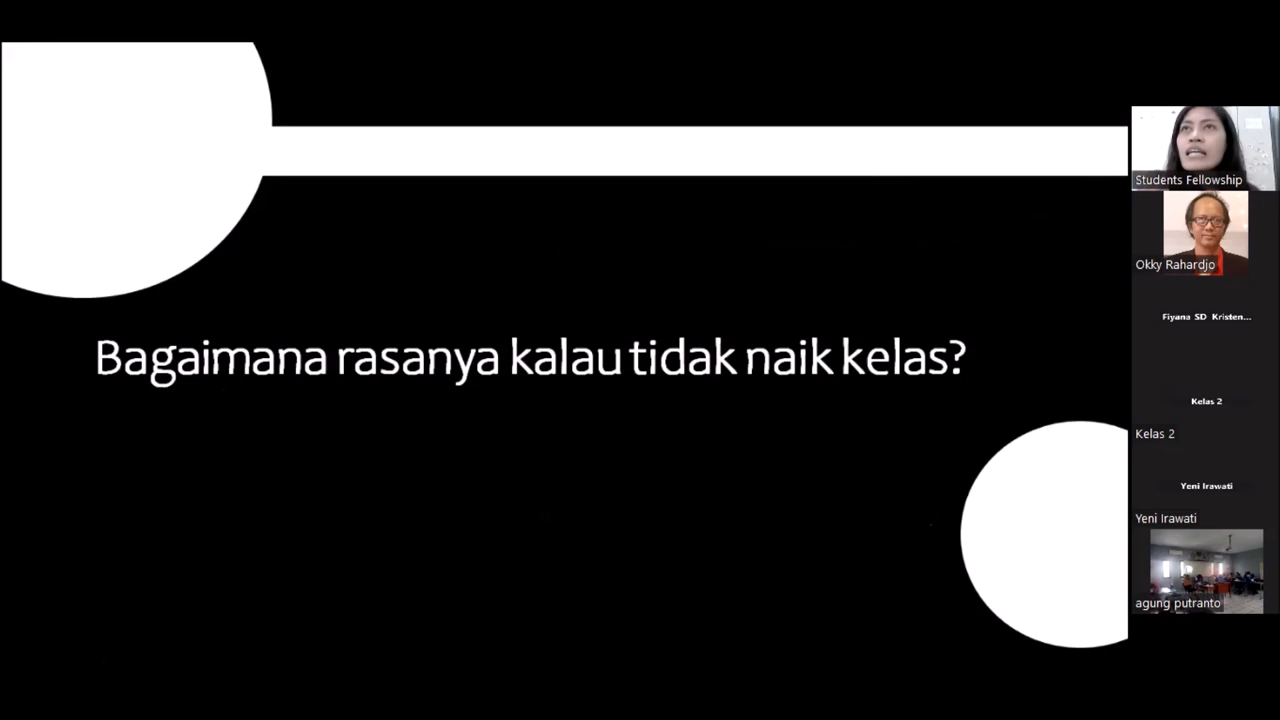 Bagaimana rasanya kalau tidak naik kelas?
Students Fellowship
Okky Rahardjo
Fiyana SD Kristen...
Kelas 2
Kelas 2
Yeni Irawati
Yeni Irawati
agung putranto